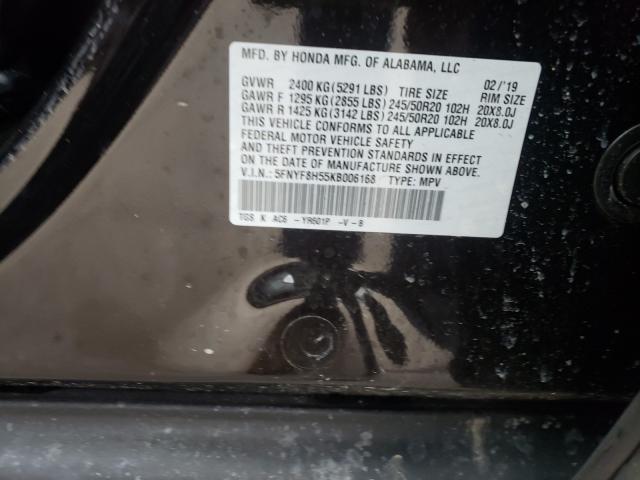 MFD. BY HONDA MFG. OF ALABAMA, LLC
GVWR 2400 KG (5291 LBS) TIRE SIZE 02/'19 RIM SIZE
GAWR F 1295 KG (2855 LBS) 245/50R20 102H 20X8.0J
GAWR R 1425 KG (3142 LBS) 245/50R20 102H 20X8.0J
THIS VEHICLE CONFORMS TO ALL APPLICABLE
FEDERAL MOTOR VEHICLE SAFETY
AND THEFT PREVENTION STANDARDS IN EFFECT
ON THE DATE OF MANUFACTURE SHOWN ABOVE.
V.I.N.: 5FNYF8H55KB006168 TYPE: MPV
TGS K AC6 -YR601P -V-8